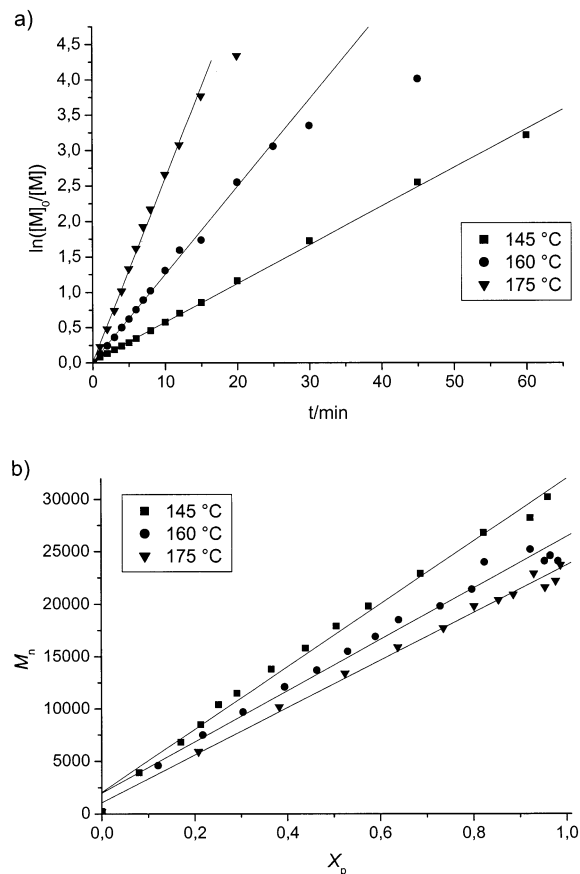 a)
4,5
4,0
3,5
3,0
2,5
2,0
1,5
1,0
0,5
0,0
ln([M]0/[M])
0 10 20 30 40 50 60
t/min
145 °C
160 °C
175 °C
b)
30000
25000
20000
15000
10000
5000
0
Mn
145 °C
160 °C
175 °C
0,0 0,2 0,4 0,6 0,8 1,0
Xp